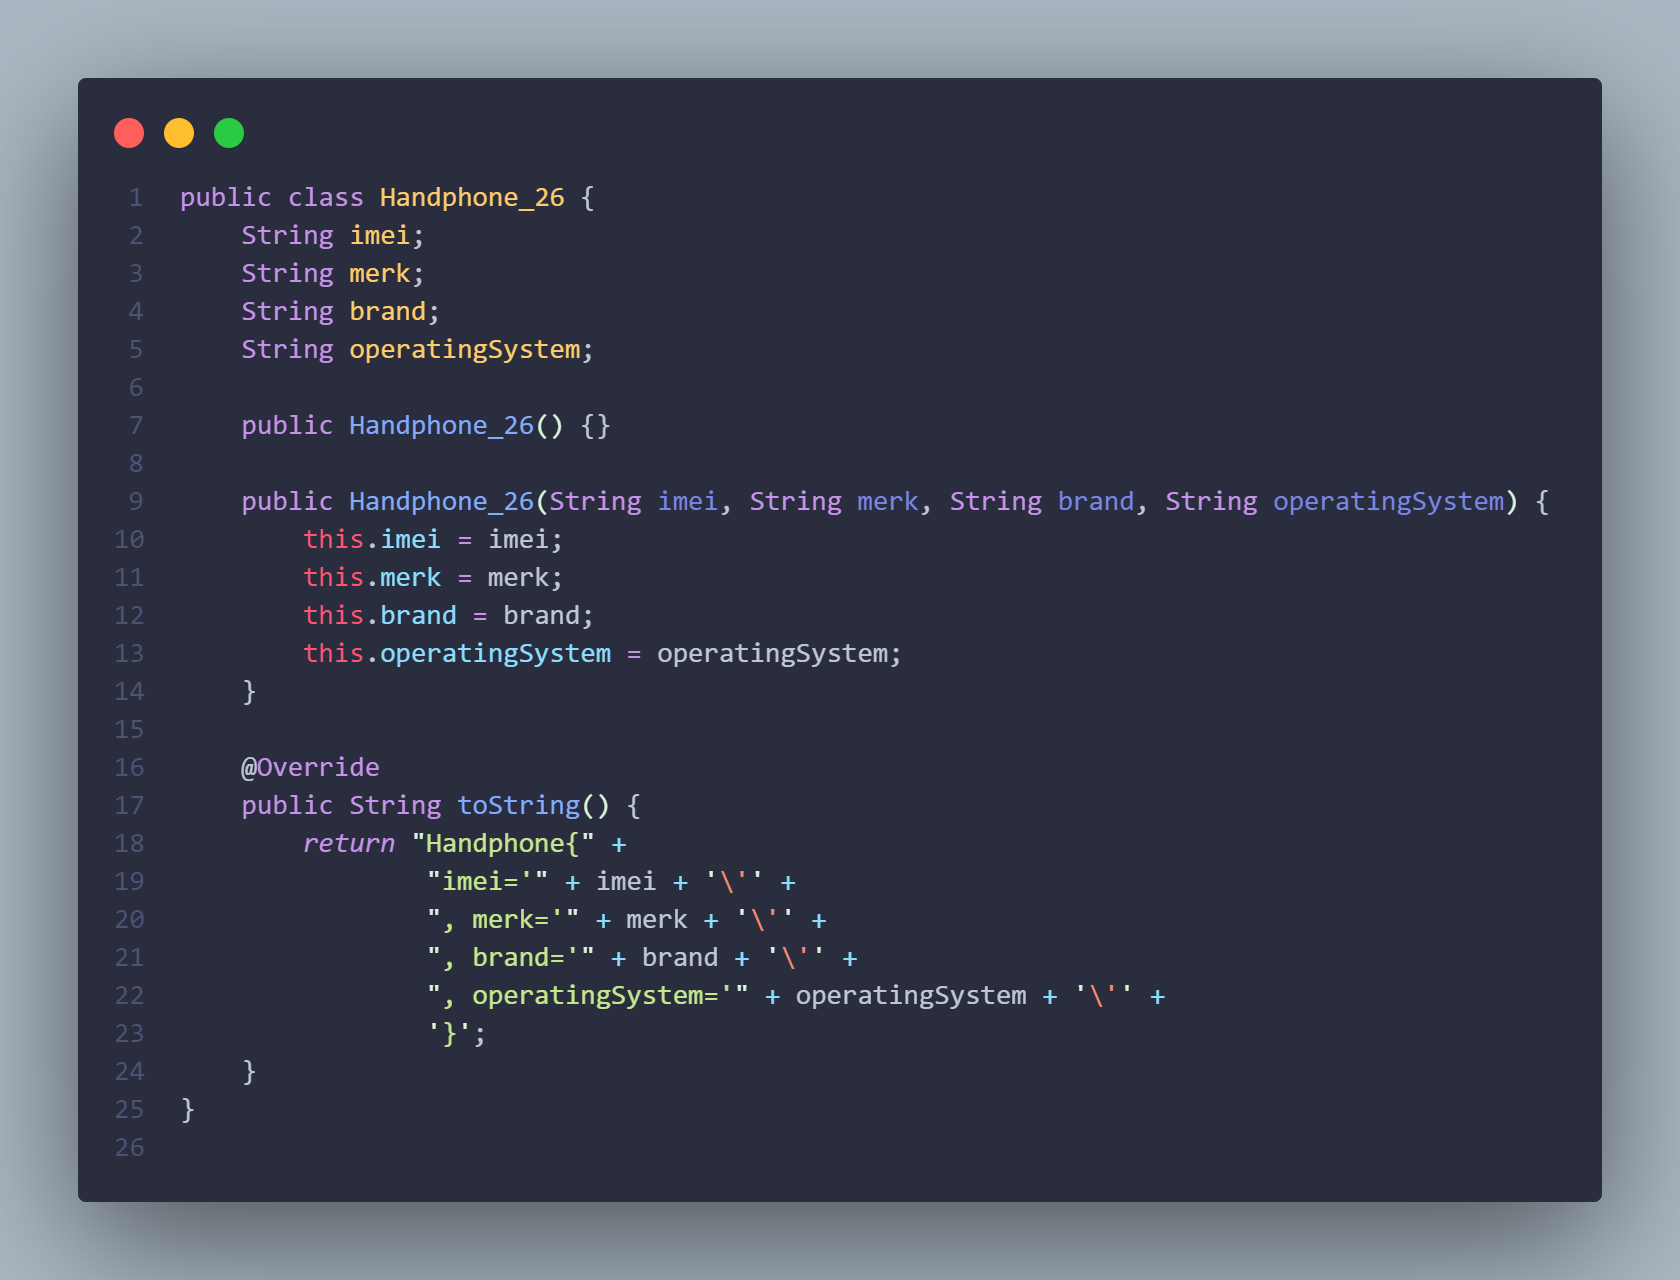 1 public class Handphone_26 {
2     String imei;
3     String merk;
4     String brand;
5     String operatingSystem;
6
7     public Handphone_26() {}
8
9     public Handphone_26(String imei, String merk, String brand, String operatingSystem) {
10         this.imei = imei;
11         this.merk = merk;
12         this.brand = brand;
13         this.operatingSystem = operatingSystem;
14     }
15
16     @Override
17     public String toString() {
18         return "Handphone{" +
19                 "imei='" + imei + '\'' +
20                 ", merk='" + merk + '\'' +
21                 ", brand='" + brand + '\'' +
22                 ", operatingSystem='" + operatingSystem + '\'' +
23                 '}';
24     }
25 }
26